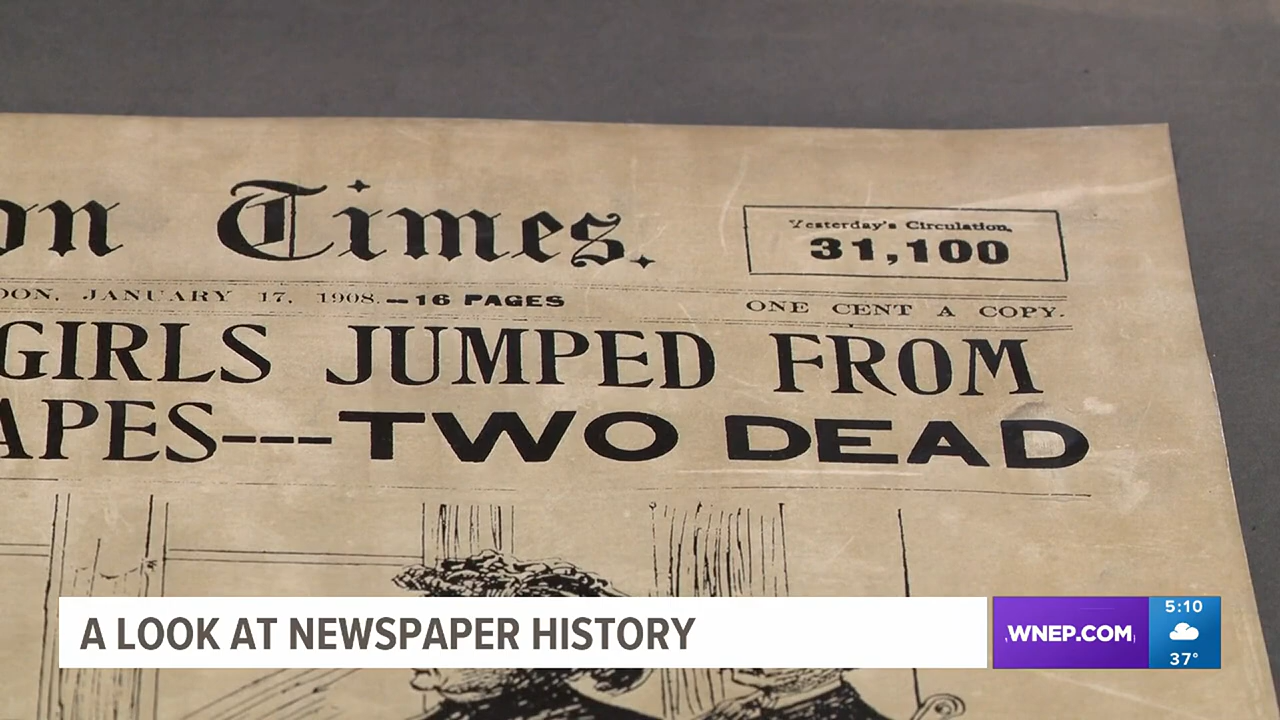 on Times.
Yesterday's Circulation,
31,100
OON, JANUARY 17, 1908.—16 PAGES
ONE CENT A COPY.
GIRLS JUMPED FROM
APES---TWO DEAD
A LOOK AT NEWSPAPER HISTORY
WNEP.COM
5:10
37°